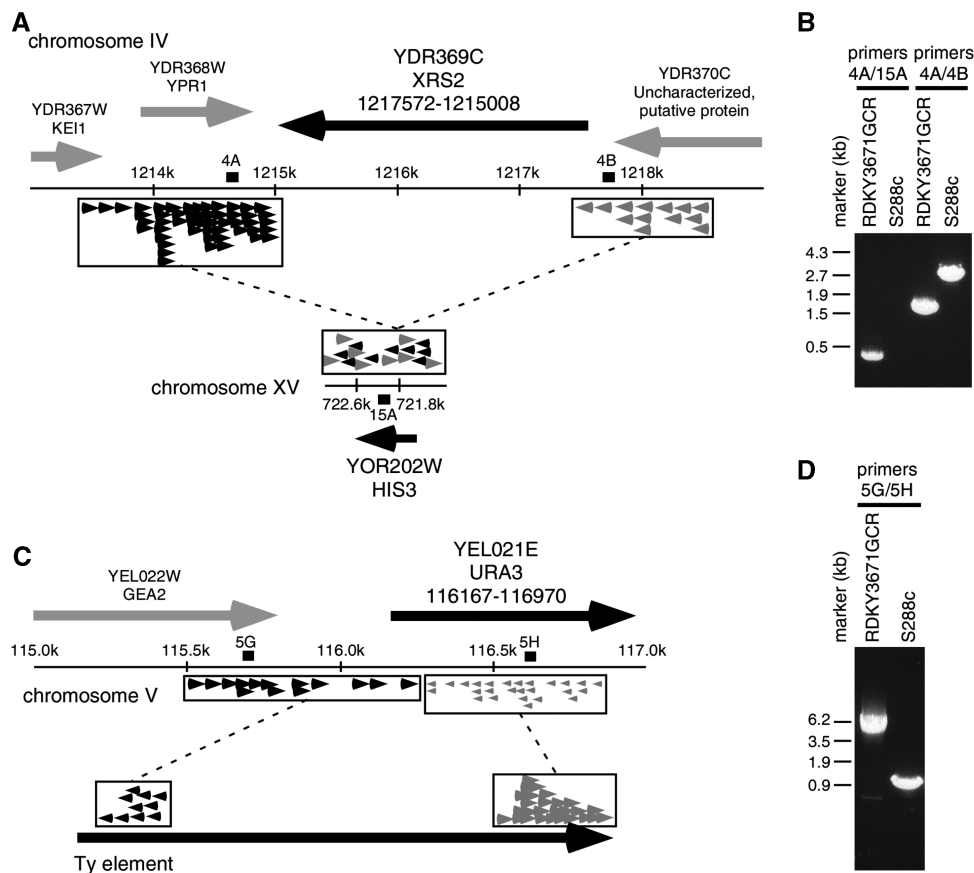 A
chromosome IV
YDR367W
KEI1
YDR368W
YPR1
YDR369C
XRS2
1217572-1215008
YDR370C
Uncharacterized,
putative protein
1214k
4A
1215k
1216k
1217k
4B
1218k
chromosome XV
722.6k
15A
721.8k
YOR202W
HIS3
B
primers
4A/15A
primers
4A/4B
marker (kb)
RDKY3671GCR
S288c
RDKY3671GCR
S288c
4.3
2.7
1.9
1.5
0.5
C
YEL022W
GEA2
YEL021E
URA3
116167-116970
115.0k
115.5k
5G
116.0k
116.5k
5H
117.0k
chromosome V
Ty element
D
primers
5G/5H
marker (kb)
RDKY3671GCR
S288c
6.2
3.5
1.9
0.9